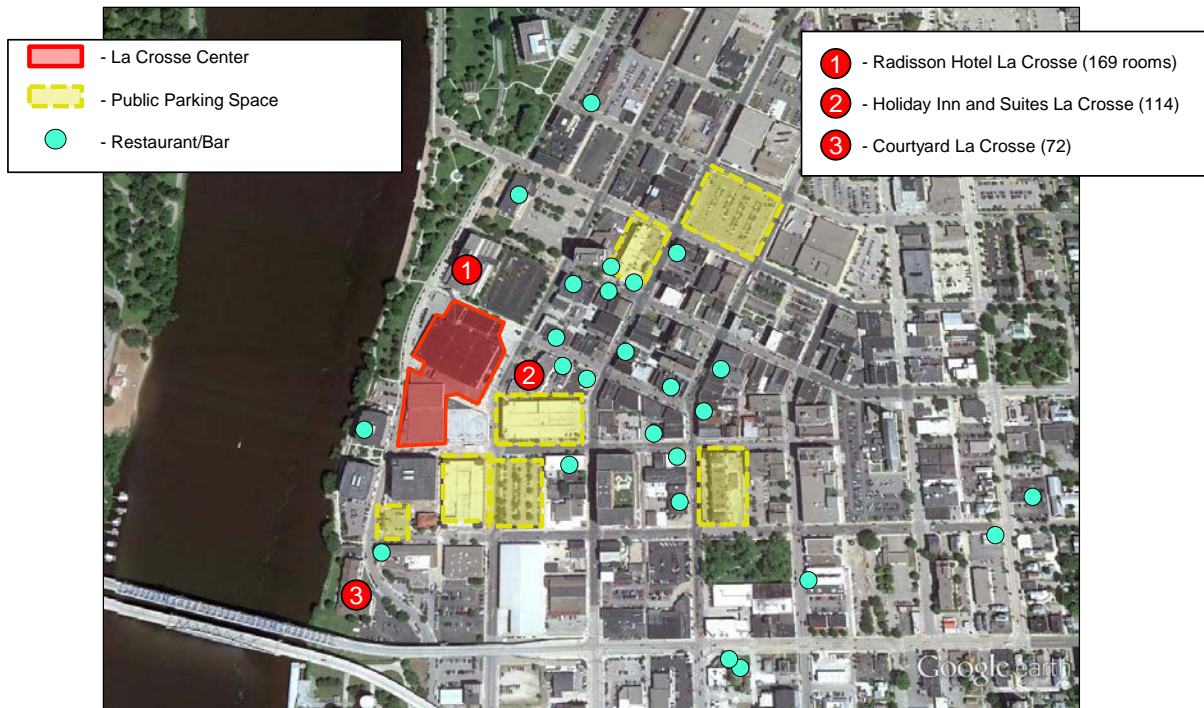 - La Crosse Center
- Public Parking Space
- Restaurant/Bar
1 - Radisson Hotel La Crosse (169 rooms)
2 - Holiday Inn and Suites La Crosse (114)
3 - Courtyard La Crosse (72)
1
2
3
Google earth